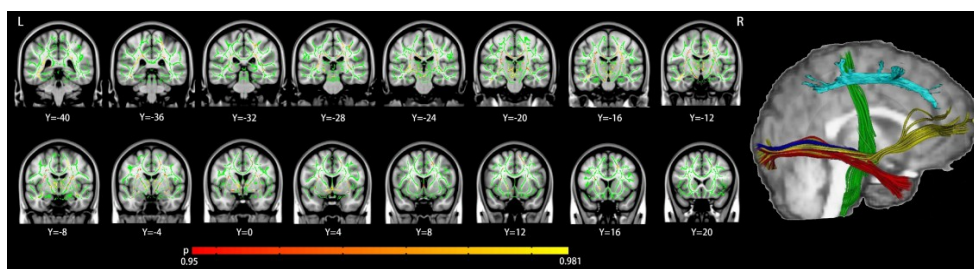 L R
Y=-40 Y=-36 Y=-32 Y=-28 Y=-24 Y=-20 Y=-16 Y=-12
Y=-8 Y=-4 Y=0 Y=4 Y=8 Y=12 Y=16 Y=20
p
0.95 0.981